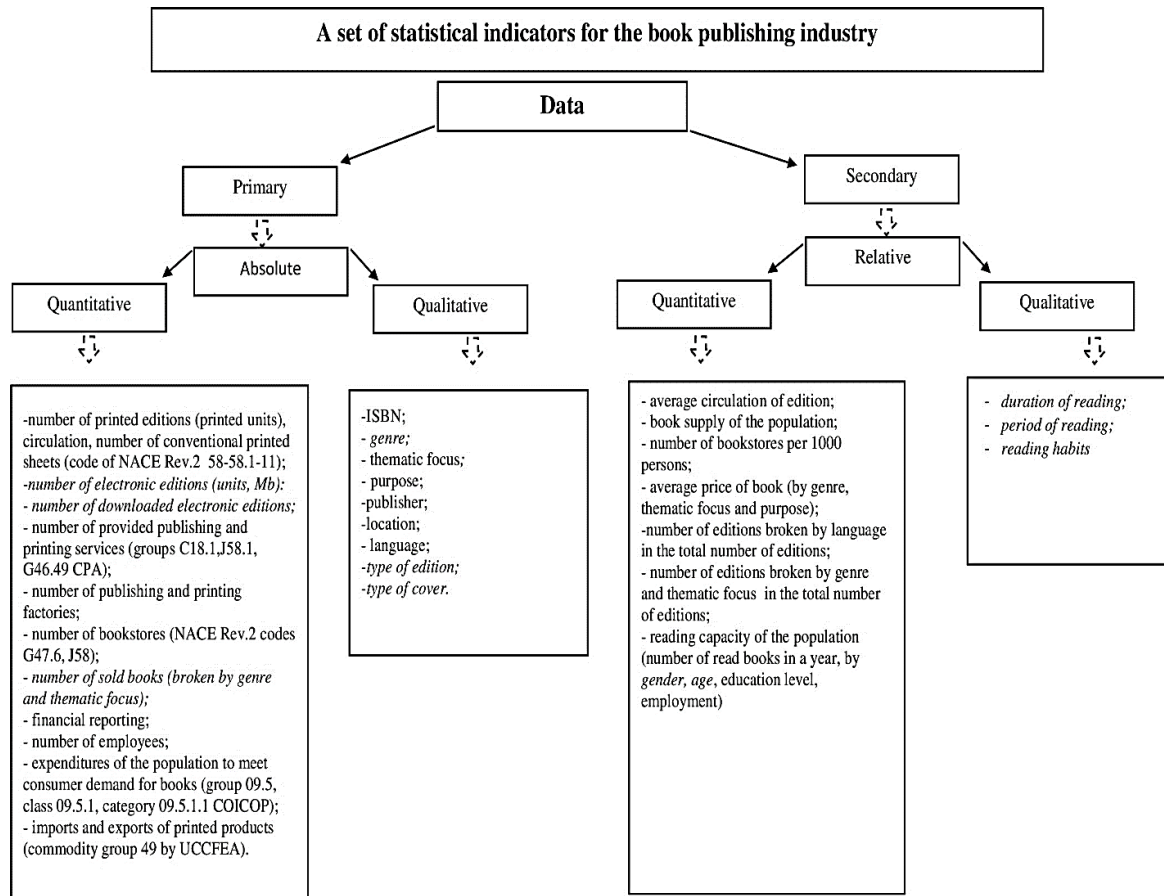 A set of statistical indicators for the book publishing industry
Data
Primary
Secondary
Absolute
Relative
Quantitative
Qualitative
Quantitative
Qualitative
-number of printed editions (printed units),
circulation, number of conventional printed
sheets (code of NACE Rev.2 58-58.1-11);
-number of electronic editions (units, Mb):
- number of downloaded electronic editions;
- number of provided publishing and
printing services (groups C18.1,J58.1,
G46.49 CPA);
- number of publishing and printing
factories;
- number of bookstores (NACE Rev.2 codes
G47.6, J58);
- number of sold books (broken by genre
and thematic focus);
- financial reporting;
- number of employees;
- expenditures of the population to meet
consumer demand for books (group 09.5,
class 09.5.1, category 09.5.1.1 COICOP);
- imports and exports of printed products
(commodity group 49 by UCCFEA).
-ISBN;
- genre;
- thematic focus;
- purpose;
-publisher;
-location;
- language;
-type of edition;
-type of cover.
- average circulation of edition;
- book supply of the population;
- number of bookstores per 1000
persons;
- average price of book (by genre,
thematic focus and purpose);
-number of editions broken by language
in the total number of editions;
- number of editions broken by genre
and thematic focus in the total number
of editions;
- reading capacity of the population
(number of read books in a year, by
gender, age, education level,
employment)
- duration of reading;
- period of reading;
- reading habits